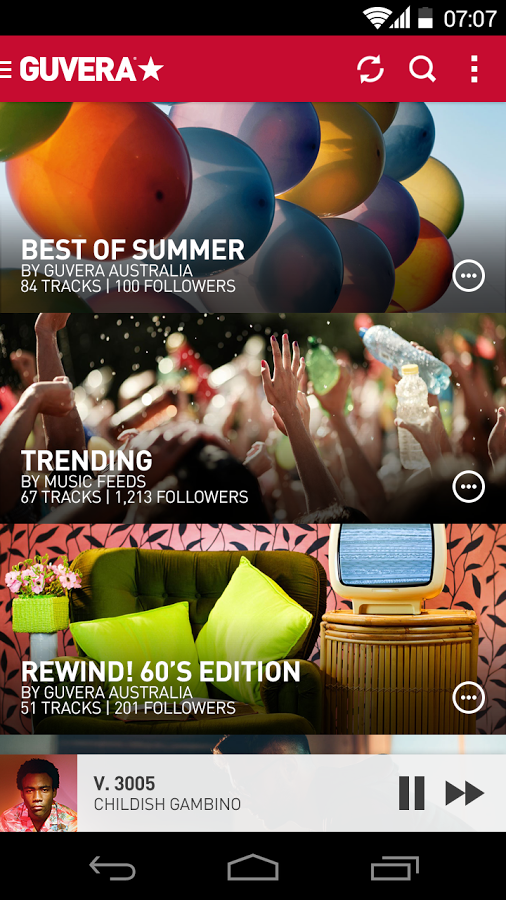 07:07
GUVERA
BEST OF SUMMER
BY GUVERA AUSTRALIA
84 TRACKS | 100 FOLLOWERS
TRENDING
BY MUSIC FEEDS
67 TRACKS | 1,213 FOLLOWERS
REWIND! 60'S EDITION
BY GUVERA AUSTRALIA
51 TRACKS | 201 FOLLOWERS
V. 3005
CHILDISH GAMBINO